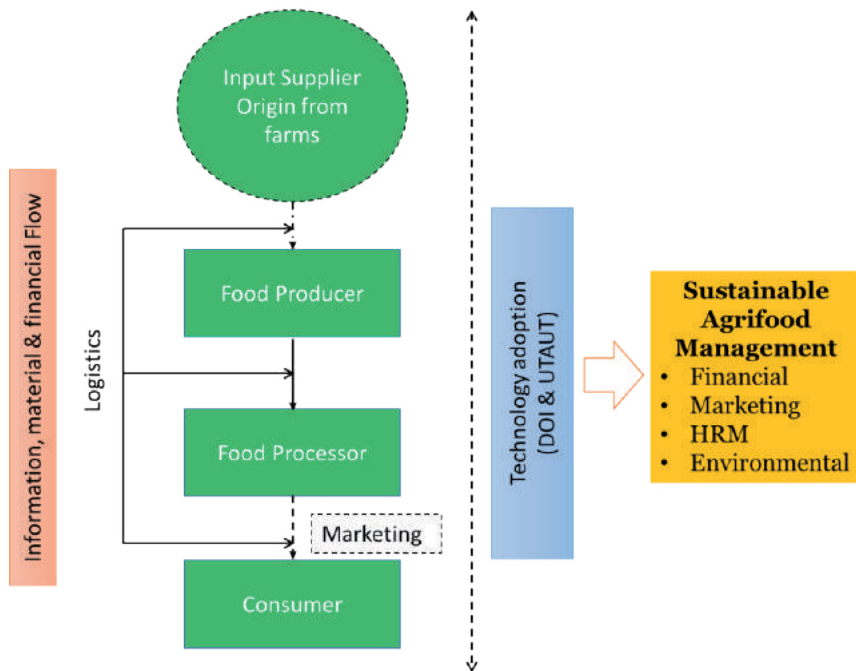 Input Supplier
Origin from
farms
Information, material & financial Flow
Logistics
Food Producer
Food Processor
Marketing
Consumer
Technology adoption
(DOI & UTAUT)
Sustainable
Agrifood
Management
• Financial
• Marketing
• HRM
• Environmental